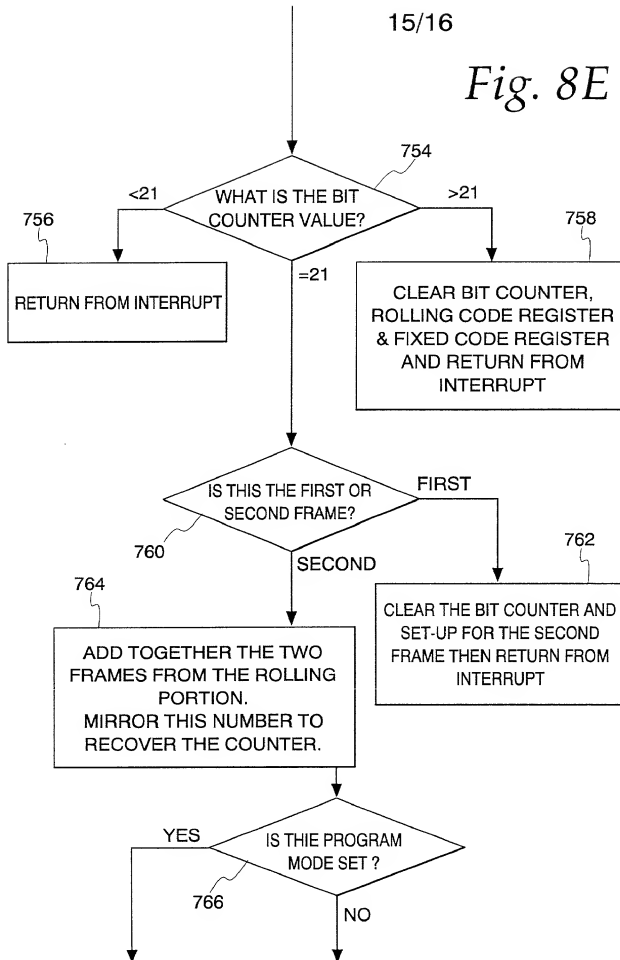 15/16
Fig. 8E
754
WHAT IS THE BIT
COUNTER VALUE?
<21
>21
=21
756
RETURN FROM INTERRUPT
758
CLEAR BIT COUNTER,
ROLLING CODE REGISTER
& FIXED CODE REGISTER
AND RETURN FROM
INTERRUPT
IS THIS THE FIRST OR
SECOND FRAME?
FIRST
760
SECOND
762
CLEAR THE BIT COUNTER AND
SET-UP FOR THE SECOND
FRAME THEN RETURN FROM
INTERRUPT
764
ADD TOGETHER THE TWO
FRAMES FROM THE ROLLING
PORTION.
MIRROR THIS NUMBER TO
RECOVER THE COUNTER.
YES
IS THIE PROGRAM
MODE SET ?
766
NO